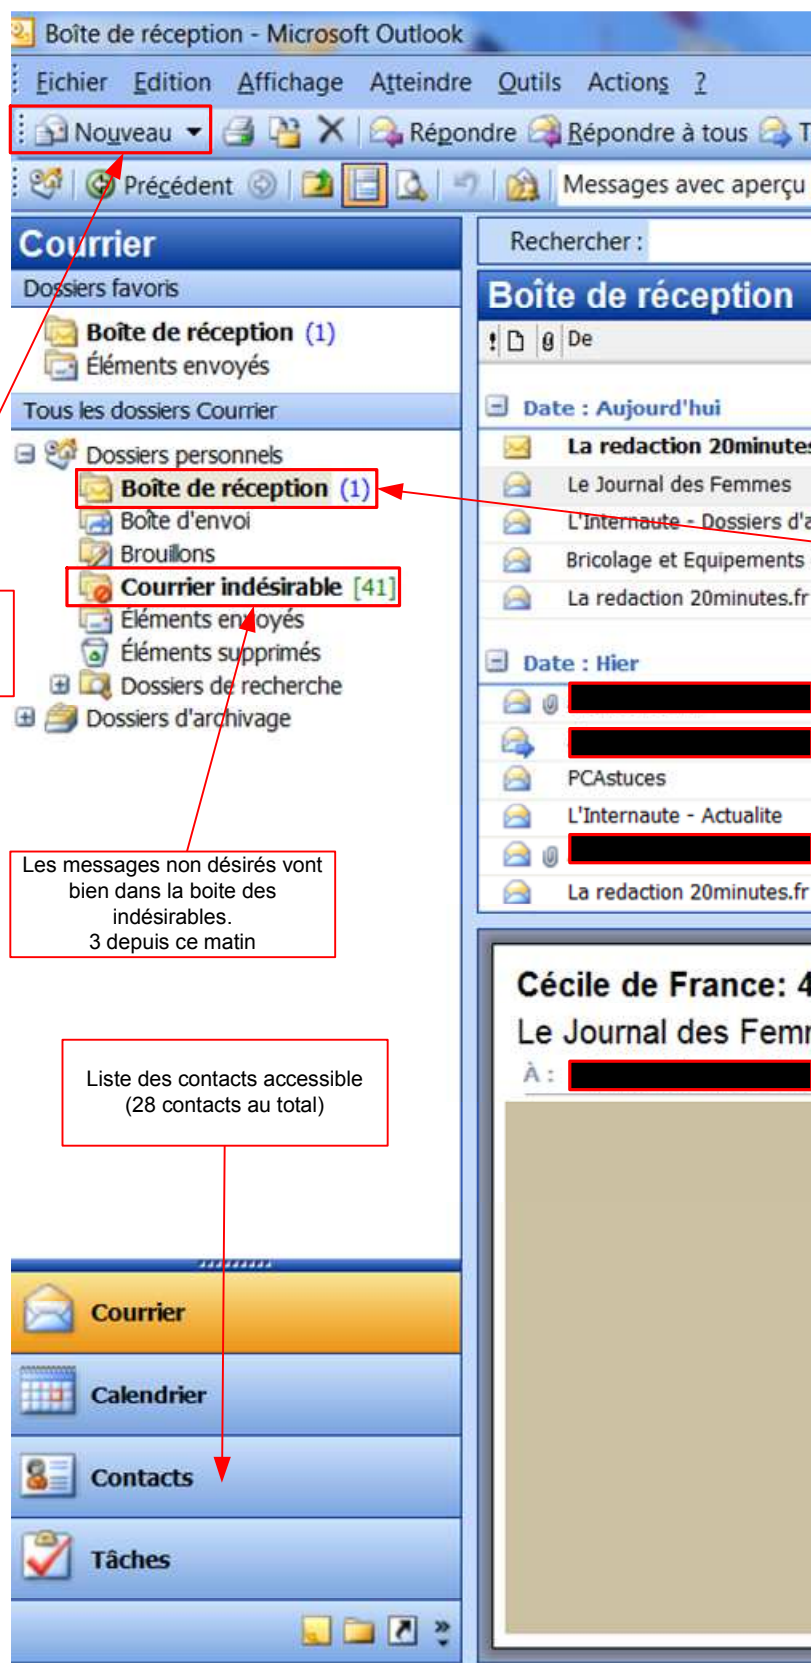 Boîte de réception - Microsoft Outlook
Fichier Edition Affichage Atteindre Outils Actions ?
Nouveau Répondre Répondre à tous T
Précédent Messages avec aperçu
Courrier
Dossiers favoris
Boîte de réception (1)
Éléments envoyés
Tous les dossiers Courrier
Dossiers personnels
Boîte de réception (1)
Boîte d'envoi
Brouillons
Courrier indésirable [41]
Éléments envoyés
Éléments supprimés
Dossiers de recherche
Dossiers d'archivage
Les messages non désirés vont
bien dans la boite des
indésirables.
3 depuis ce matin
Liste des contacts accessible
(28 contacts au total)
Courrier
Calendrier
Contacts
Tâches
Rechercher :
Boîte de réception
De
Date : Aujourd'hui
La redaction 20minutes
Le Journal des Femmes
L'Internaute - Dossiers d'a
Bricolage et Equipements
La redaction 20minutes.fr
Date : Hier
PCAstuces
L'Internaute - Actualite
La redaction 20minutes.fr
Cécile de France: 4
Le Journal des Femm
À :